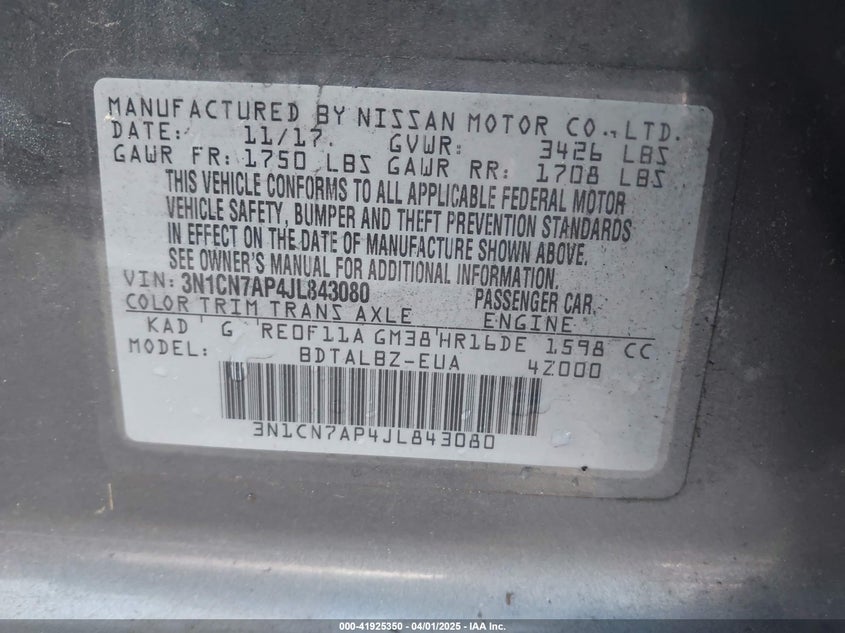 MANUFACTURED BY NISSAN MOTOR CO., LTD.
DATE: 11/17. GVWR: 3426 LBS
GAWR FR: 1750 LBS GAWR RR: 1708 LBS
THIS VEHICLE CONFORMS TO ALL APPLICABLE FEDERAL MOTOR
VEHICLE SAFETY, BUMPER AND THEFT PREVENTION STANDARDS
IN EFFECT ON THE DATE OF MANUFACTURE SHOWN ABOVE.
SEE OWNER'S MANUAL FOR ADDITIONAL INFORMATION.
VIN: 3N1CN7AP4JL843080 PASSENGER CAR.
COLOR TRIM TRANS AXLE ENGINE
KAD G RE0F11A GM38 HR16DE 1598 CC
MODEL: BDTALBZ-EUA 4Z000
3N1CN7AP4JL843080
000-41925350 - 04/01/2025 - IAA Inc.